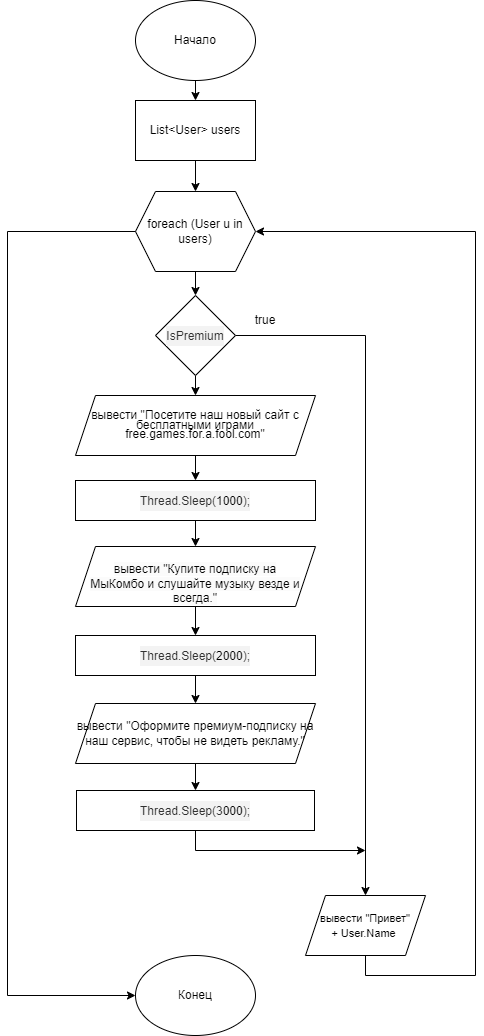 Начало
List<User> users
foreach (User u in
users)
true
IsPremium
вывести "Посетите наш новый сайт с
бесплатными играми
free.games.for.a.fool.com"
Thread.Sleep(1000);
вывести "Купите подписку на
МыКомбо и слушайте музыку везде и
всегда."
Thread.Sleep(2000);
вывести "Оформите премиум-подписку на
наш сервис, чтобы не видеть рекламу."
Thread.Sleep(3000);
вывести "Привет"
+ User.Name
Конец